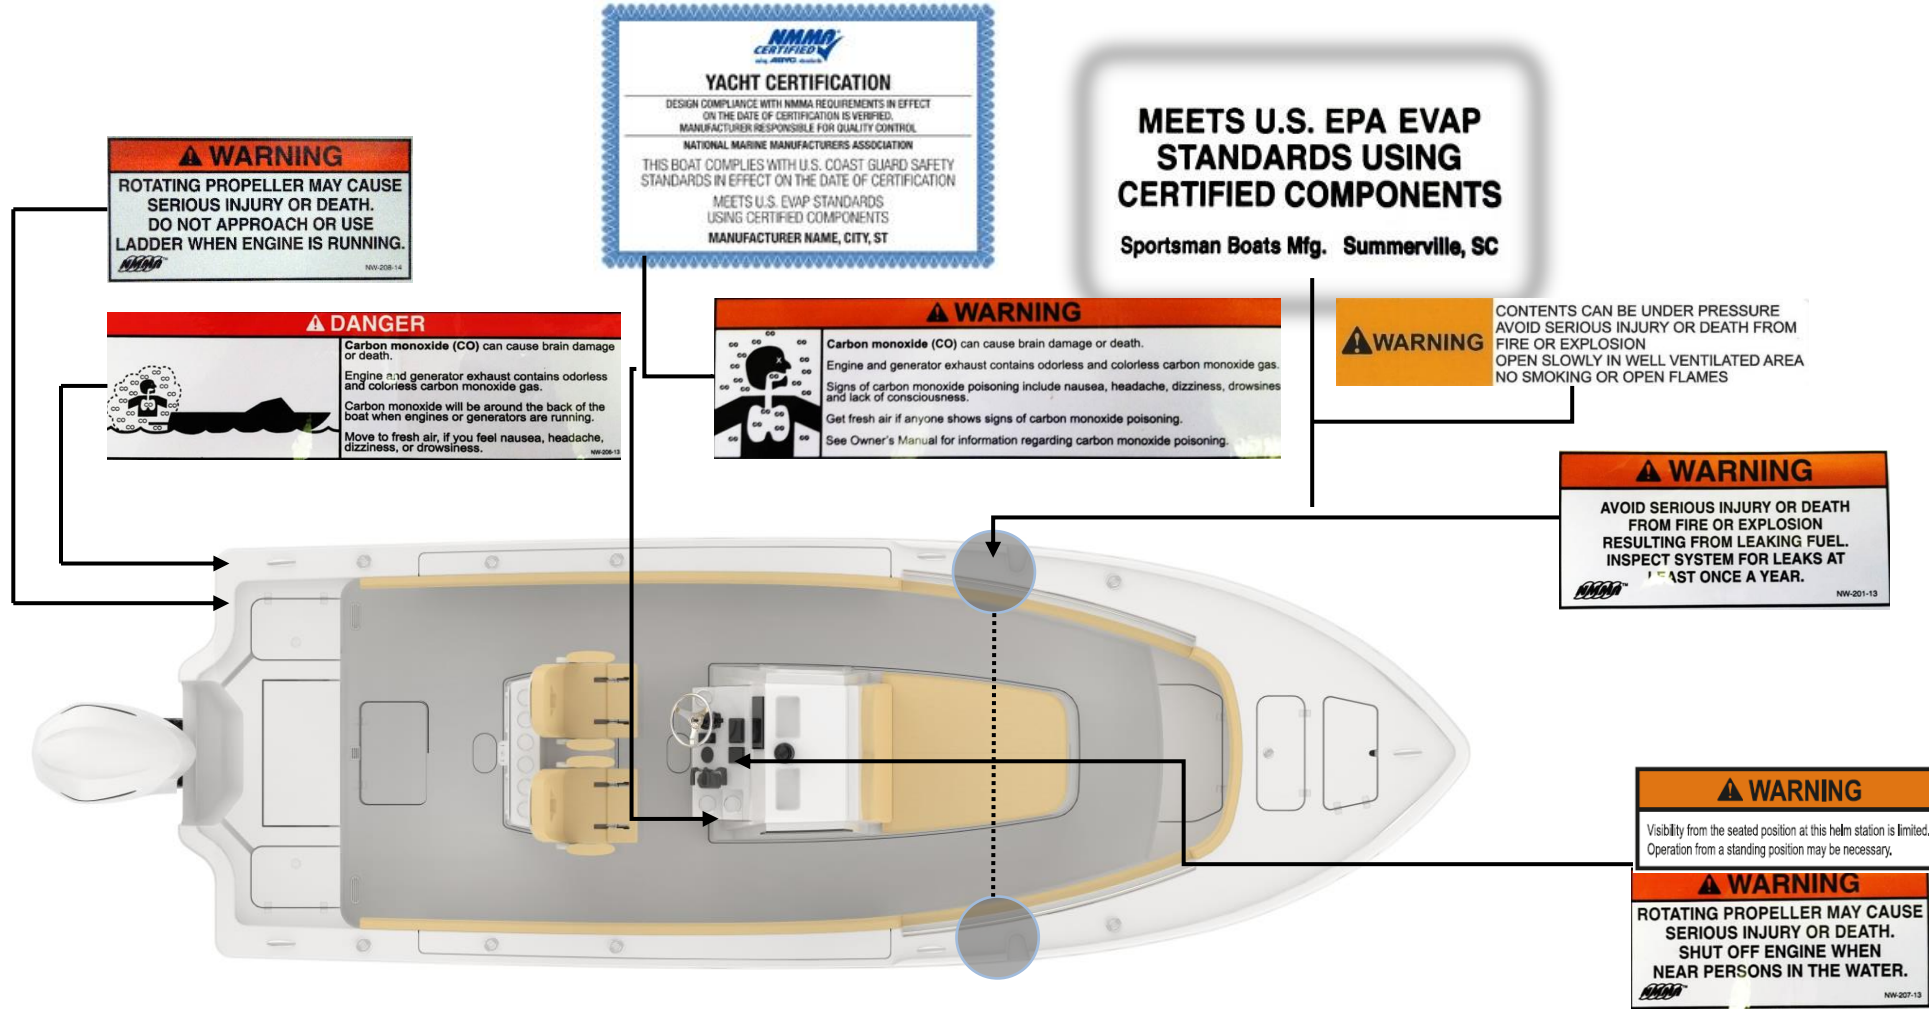 NMMA
CERTIFIED
using ABYC standards
YACHT CERTIFICATION
DESIGN COMPLIANCE WITH NMMA REQUIREMENTS IN EFFECT
ON THE DATE OF CERTIFICATION IS VERIFIED.
MANUFACTURER RESPONSIBLE FOR QUALITY CONTROL
NATIONAL MARINE MANUFACTURERS ASSOCIATION
THIS BOAT COMPLIES WITH U.S. COAST GUARD SAFETY
STANDARDS IN EFFECT ON THE DATE OF CERTIFICATION
MEETS U.S. EVAP STANDARDS
USING CERTIFIED COMPONENTS
MANUFACTURER NAME, CITY, ST
MEETS U.S. EPA EVAP
STANDARDS USING
CERTIFIED COMPONENTS
Sportsman Boats Mfg. Summerville, SC
WARNING
ROTATING PROPELLER MAY CAUSE
SERIOUS INJURY OR DEATH.
DO NOT APPROACH OR USE
LADDER WHEN ENGINE IS RUNNING.
NMMA™
NW-208-14
DANGER
Carbon monoxide (CO) can cause brain damage
or death.
Engine and generator exhaust contains odorless
and colorless carbon monoxide gas.
Carbon monoxide will be around the back of the
boat when engines or generators are running.
Move to fresh air, if you feel nausea, headache,
dizziness, or drowsiness.
NW-206-13
WARNING
Carbon monoxide (CO) can cause brain damage or death.
Engine and generator exhaust contains odorless and colorless carbon monoxide gas.
Signs of carbon monoxide poisoning include nausea, headache, dizziness, drowsines
and lack of consciousness.
Get fresh air if anyone shows signs of carbon monoxide poisoning.
See Owner's Manual for information regarding carbon monoxide poisoning.
WARNING
CONTENTS CAN BE UNDER PRESSURE
AVOID SERIOUS INJURY OR DEATH FROM
FIRE OR EXPLOSION
OPEN SLOWLY IN WELL VENTILATED AREA
NO SMOKING OR OPEN FLAMES
WARNING
AVOID SERIOUS INJURY OR DEATH
FROM FIRE OR EXPLOSION
RESULTING FROM LEAKING FUEL.
INSPECT SYSTEM FOR LEAKS AT
LEAST ONCE A YEAR.
NMMA™
NW-201-13
WARNING
Visibility from the seated position at this helm station is limited.
Operation from a standing position may be necessary.
WARNING
ROTATING PROPELLER MAY CAUSE
SERIOUS INJURY OR DEATH.
SHUT OFF ENGINE WHEN
NEAR PERSONS IN THE WATER.
NMMA™
NW-207-13